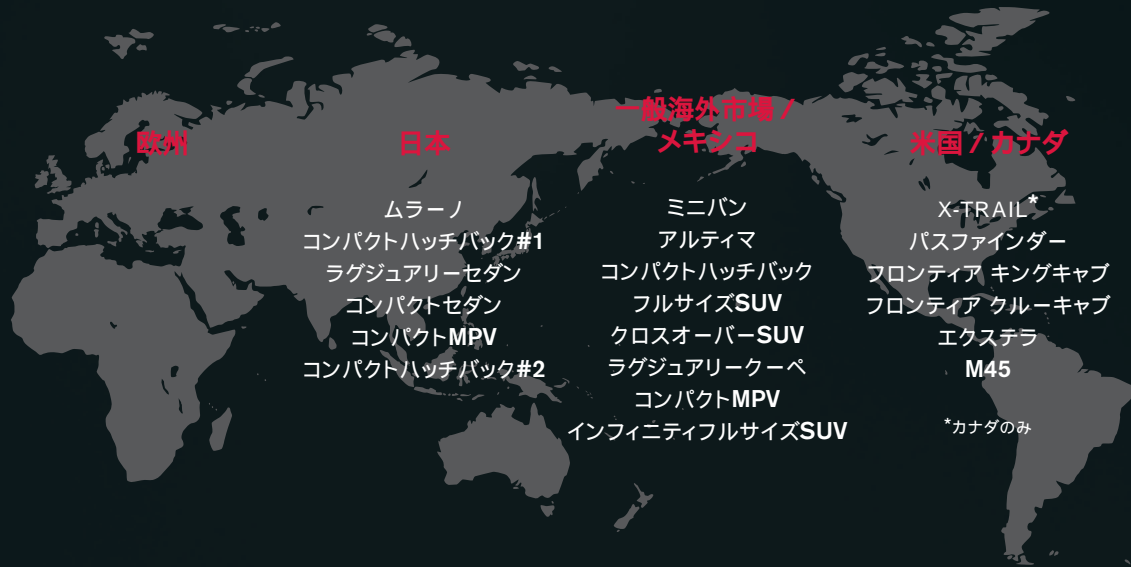 欧州
日本
ムラーノ
コンパクトハッチバック#1
ラグジュアリーセダン
コンパクトセダン
コンパクトMPV
コンパクトハッチバック#2
一般海外市場 /
メキシコ
ミニバン
アルティマ
コンパクトハッチバック
フルサイズSUV
クロスオーバーSUV
ラグジュアリークーペ
コンパクトMPV
インフィニティフルサイズSUV
米国 / カナダ
X-TRAIL*
パスファインダー
フロンティア キングキャブ
フロンティア クルーキャブ
エクステラ
M45
*カナダのみ